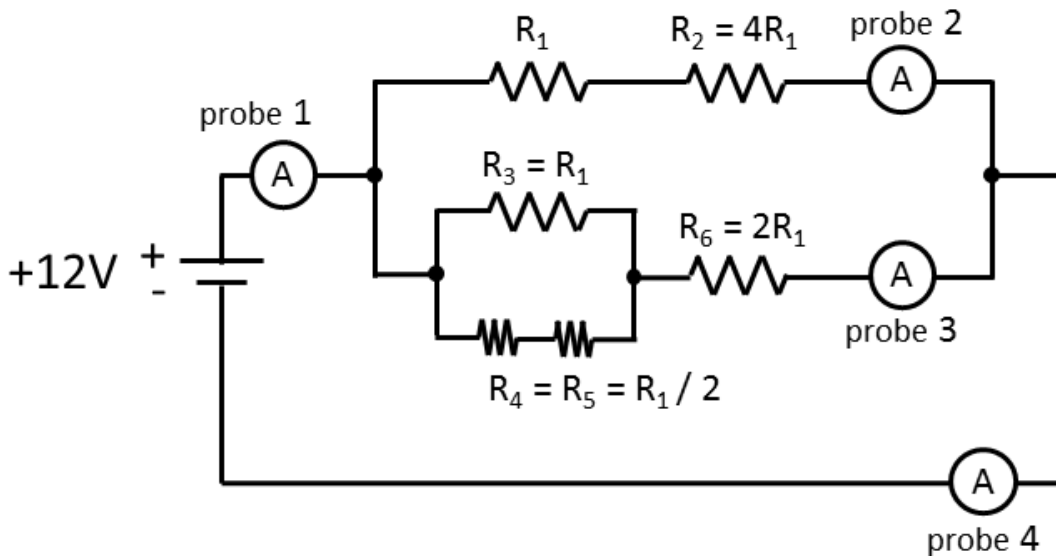 probe 2
R₁
R₂ = 4R₁
A
probe 1
A
R₃ = R₁
R₆ = 2R₁
+12V
+
-
A
probe 3
R₄ = R₅ = R₁ / 2
A
probe 4